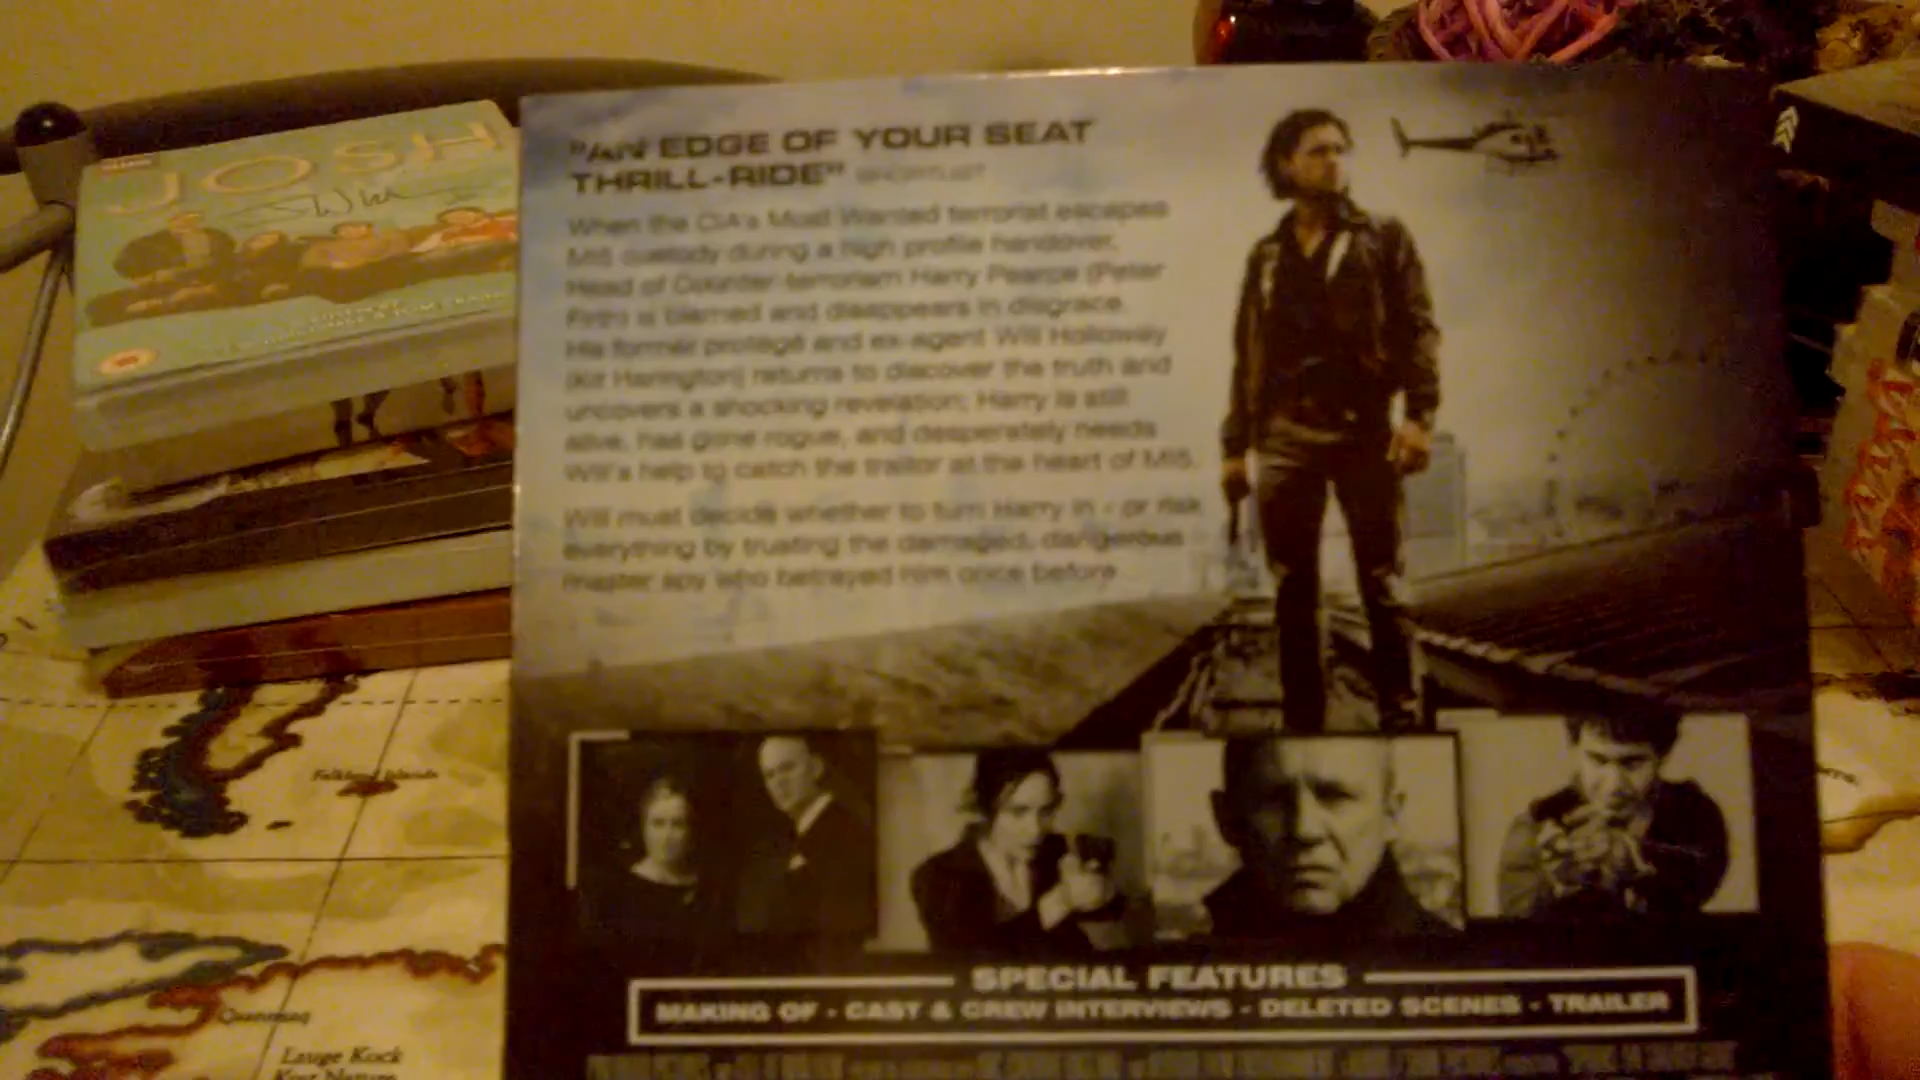 JOSH
"AN EDGE OF YOUR SEAT
THRILL-RIDE" SHORTLIST
When the CIA's Most Wanted terrorist escapes
MI5 custody during a high profile handover,
Head of Counter-terrorism Harry Pearce (Peter
Firth) is blamed and disappears in disgrace.
His former protégé and ex-agent Will Holloway
(Kit Harington) returns to discover the truth and
uncovers a shocking revelation; Harry is still
alive, has gone rogue, and desperately needs
Will's help to catch the traitor at the heart of MI5.
Will must decide whether to turn Harry in - or risk
everything by trusting the damaged, dangerous
master spy who betrayed him once before
SPECIAL FEATURES
MAKING OF - CAST & CREW INTERVIEWS - DELETED SCENES - TRAILER
Falkland Islands
Lauge Kock